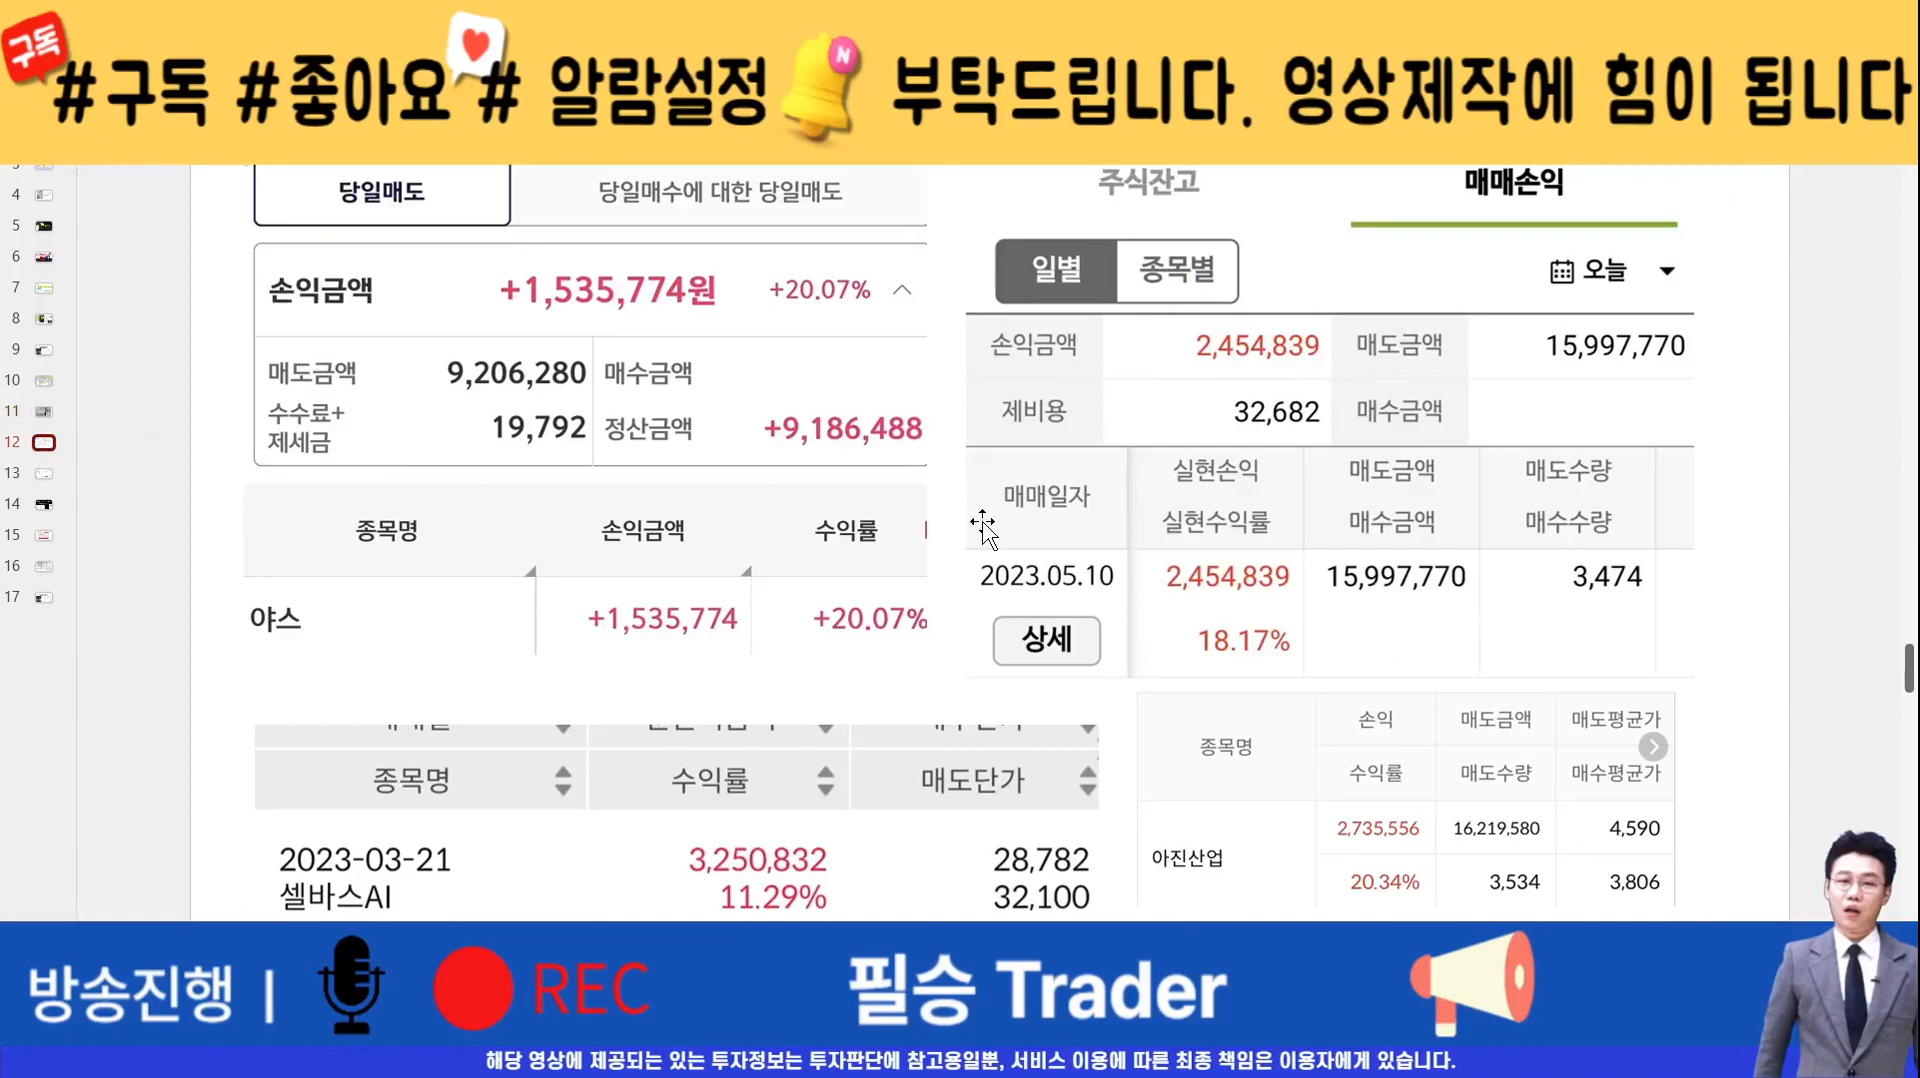 구독
#구독 #좋아요 # 알람설정 N 부탁드립니다. 영상제작에 힘이 됩니다
4
5
6
7
8
9
10
11
12
13
14
15
16
17
당일매도 당일매수에 대한 당일매도
손익금액 +1,535,774원 +20.07%
매도금액 9,206,280 매수금액
수수료+
제세금 19,792 정산금액 +9,186,488
종목명 손익금액 수익률
야스 +1,535,774 +20.07%
주식잔고 매매손익
일별 종목별 오늘
손익금액 2,454,839 매도금액 15,997,770
제비용 32,682 매수금액
매매일자 실현손익 매도금액 매도수량
실현수익률 매수금액 매수수량
2023.05.10 2,454,839 15,997,770 3,474
상세 18.17%
종목명 수익률 매도단가
2023-03-21 3,250,832 28,782
셀바스AI 11.29% 32,100
종목명 손익 매도금액 매도평균가
수익률 매도수량 매수평균가
아진산업 2,735,556 16,219,580 4,590
20.34% 3,534 3,806
방송진행 | REC 필승 Trader
해당 영상에 제공되는 있는 투자정보는 투자판단에 참고용일뿐, 서비스 이용에 따른 최종 책임은 이용자에게 있습니다.